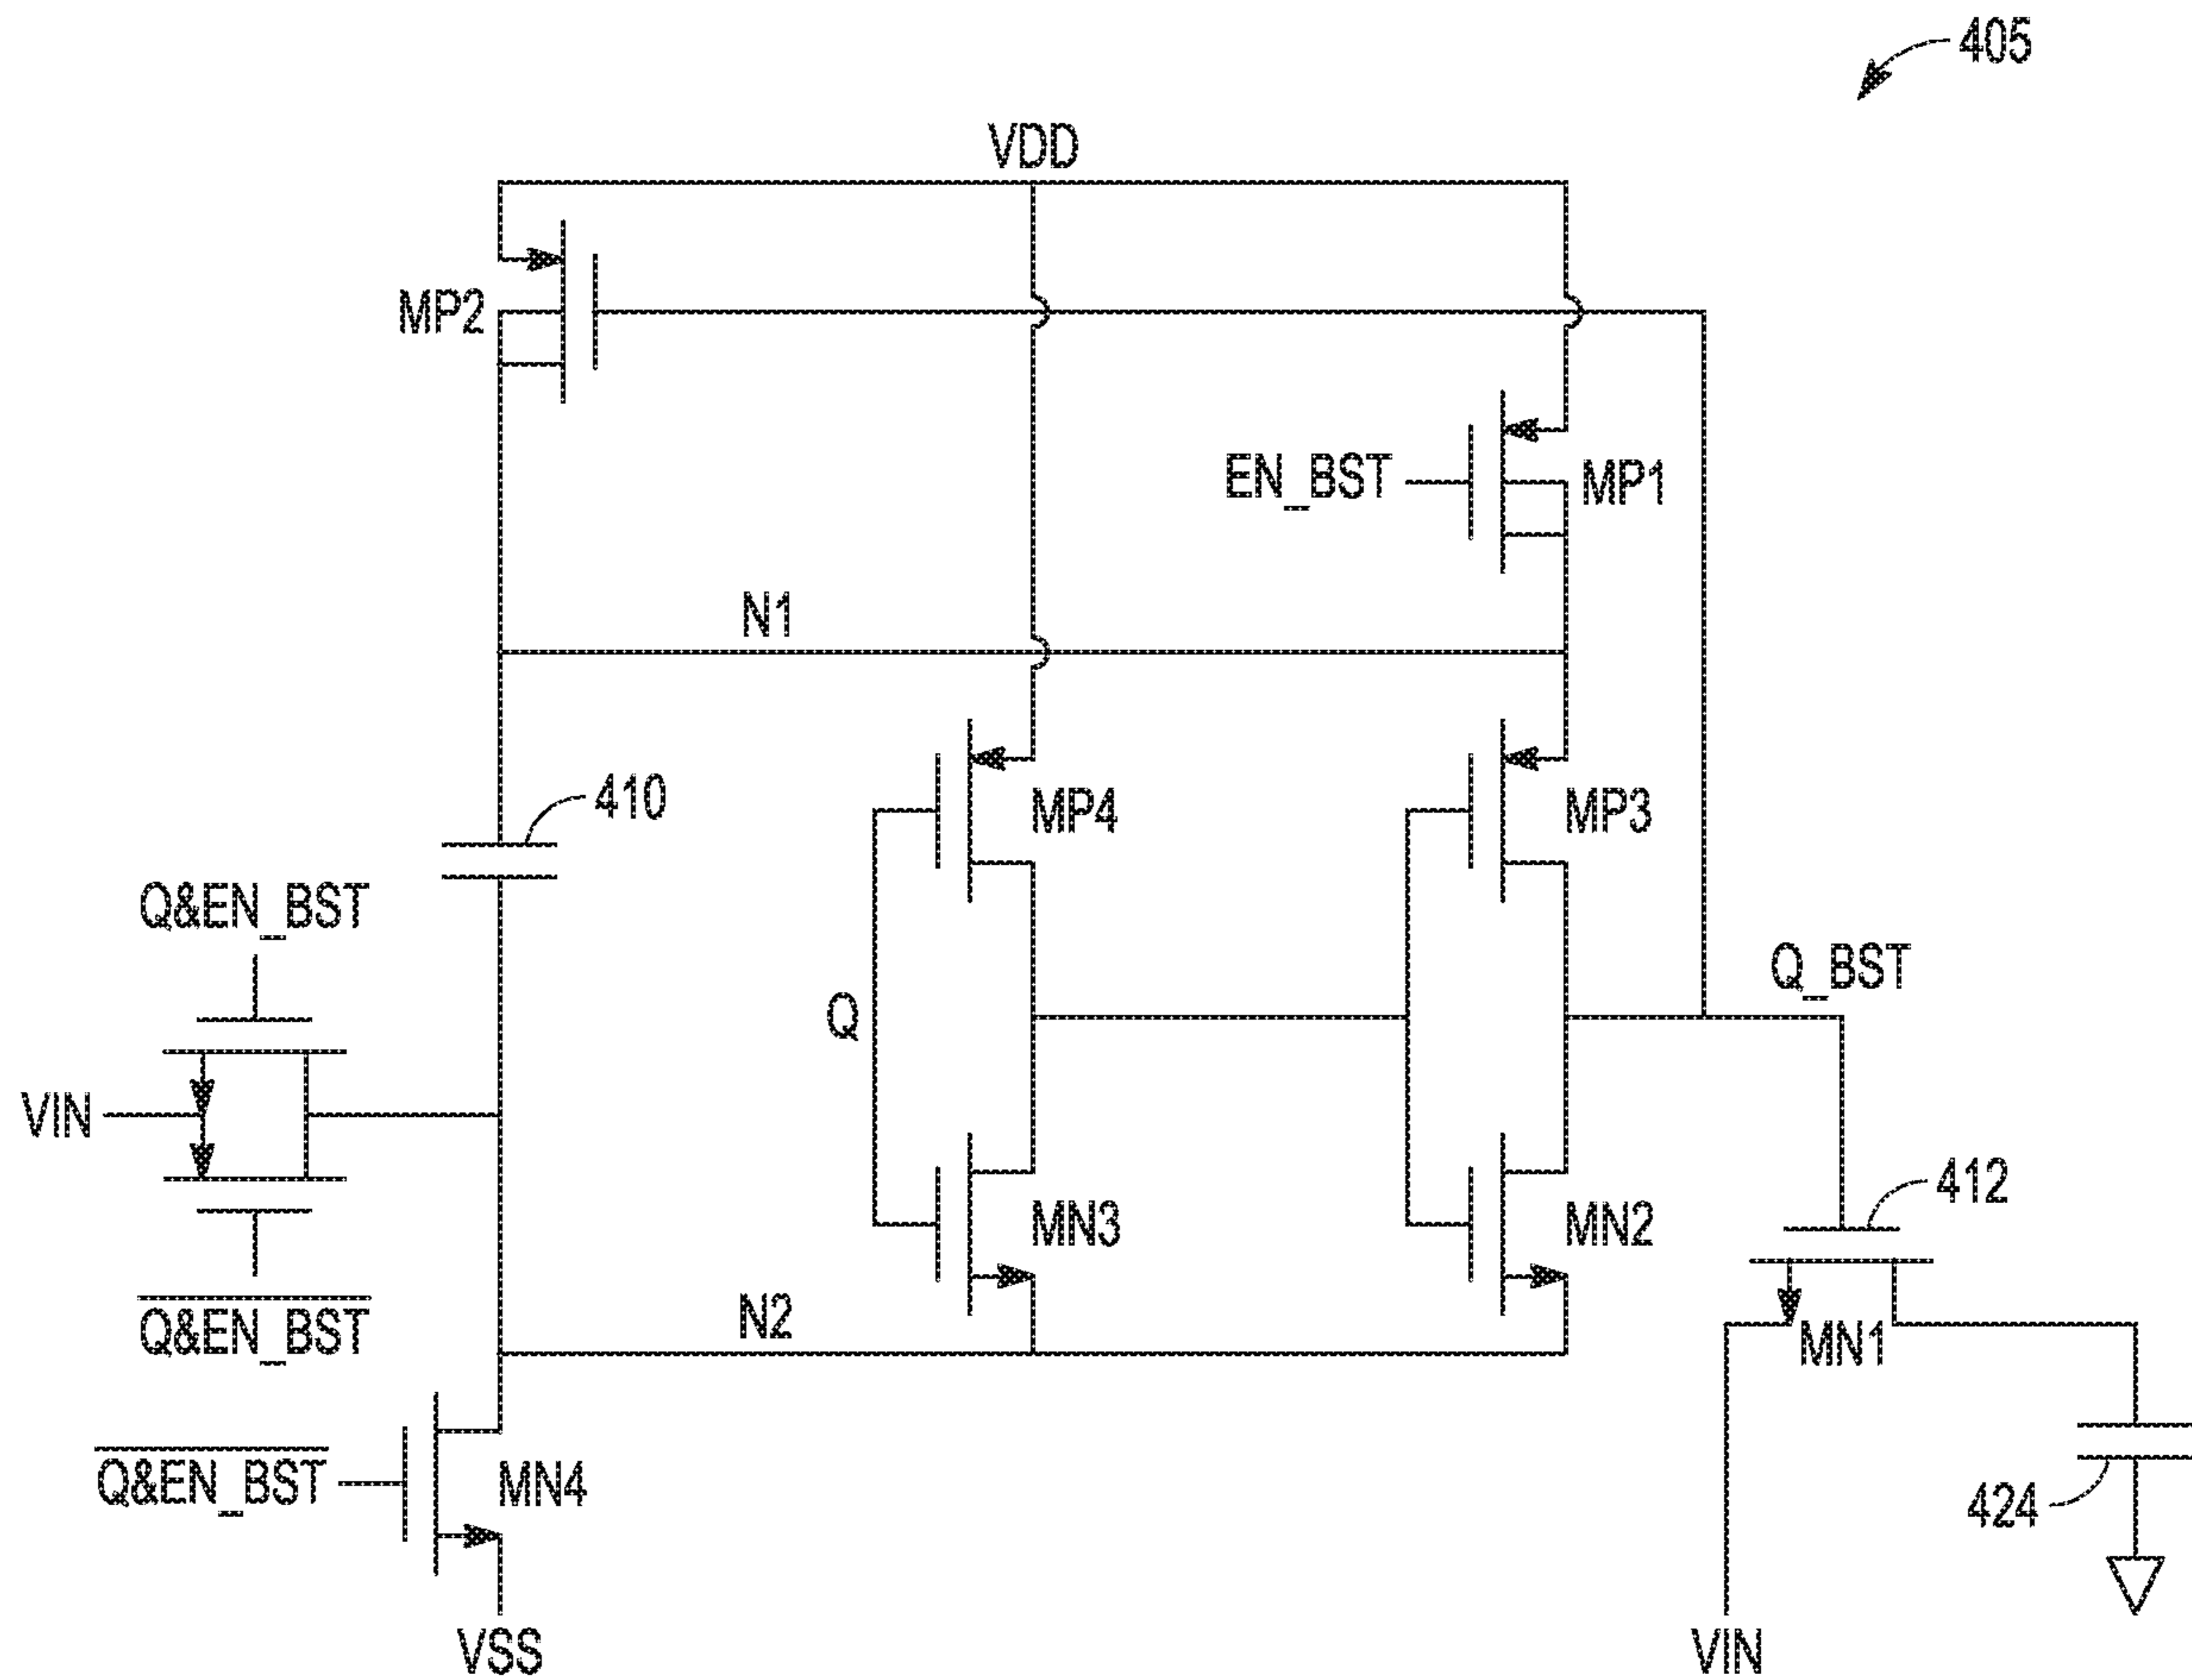 405
VDD
MP2
EN_BST
MP1
N1
410
MP4
MP3
Q&EN_BST
Q_BST
Q
VIN
412
MN3
MN2
Q&EN_BST
N2
MN1
Q&EN_BST
MN4
424
VSS
VIN